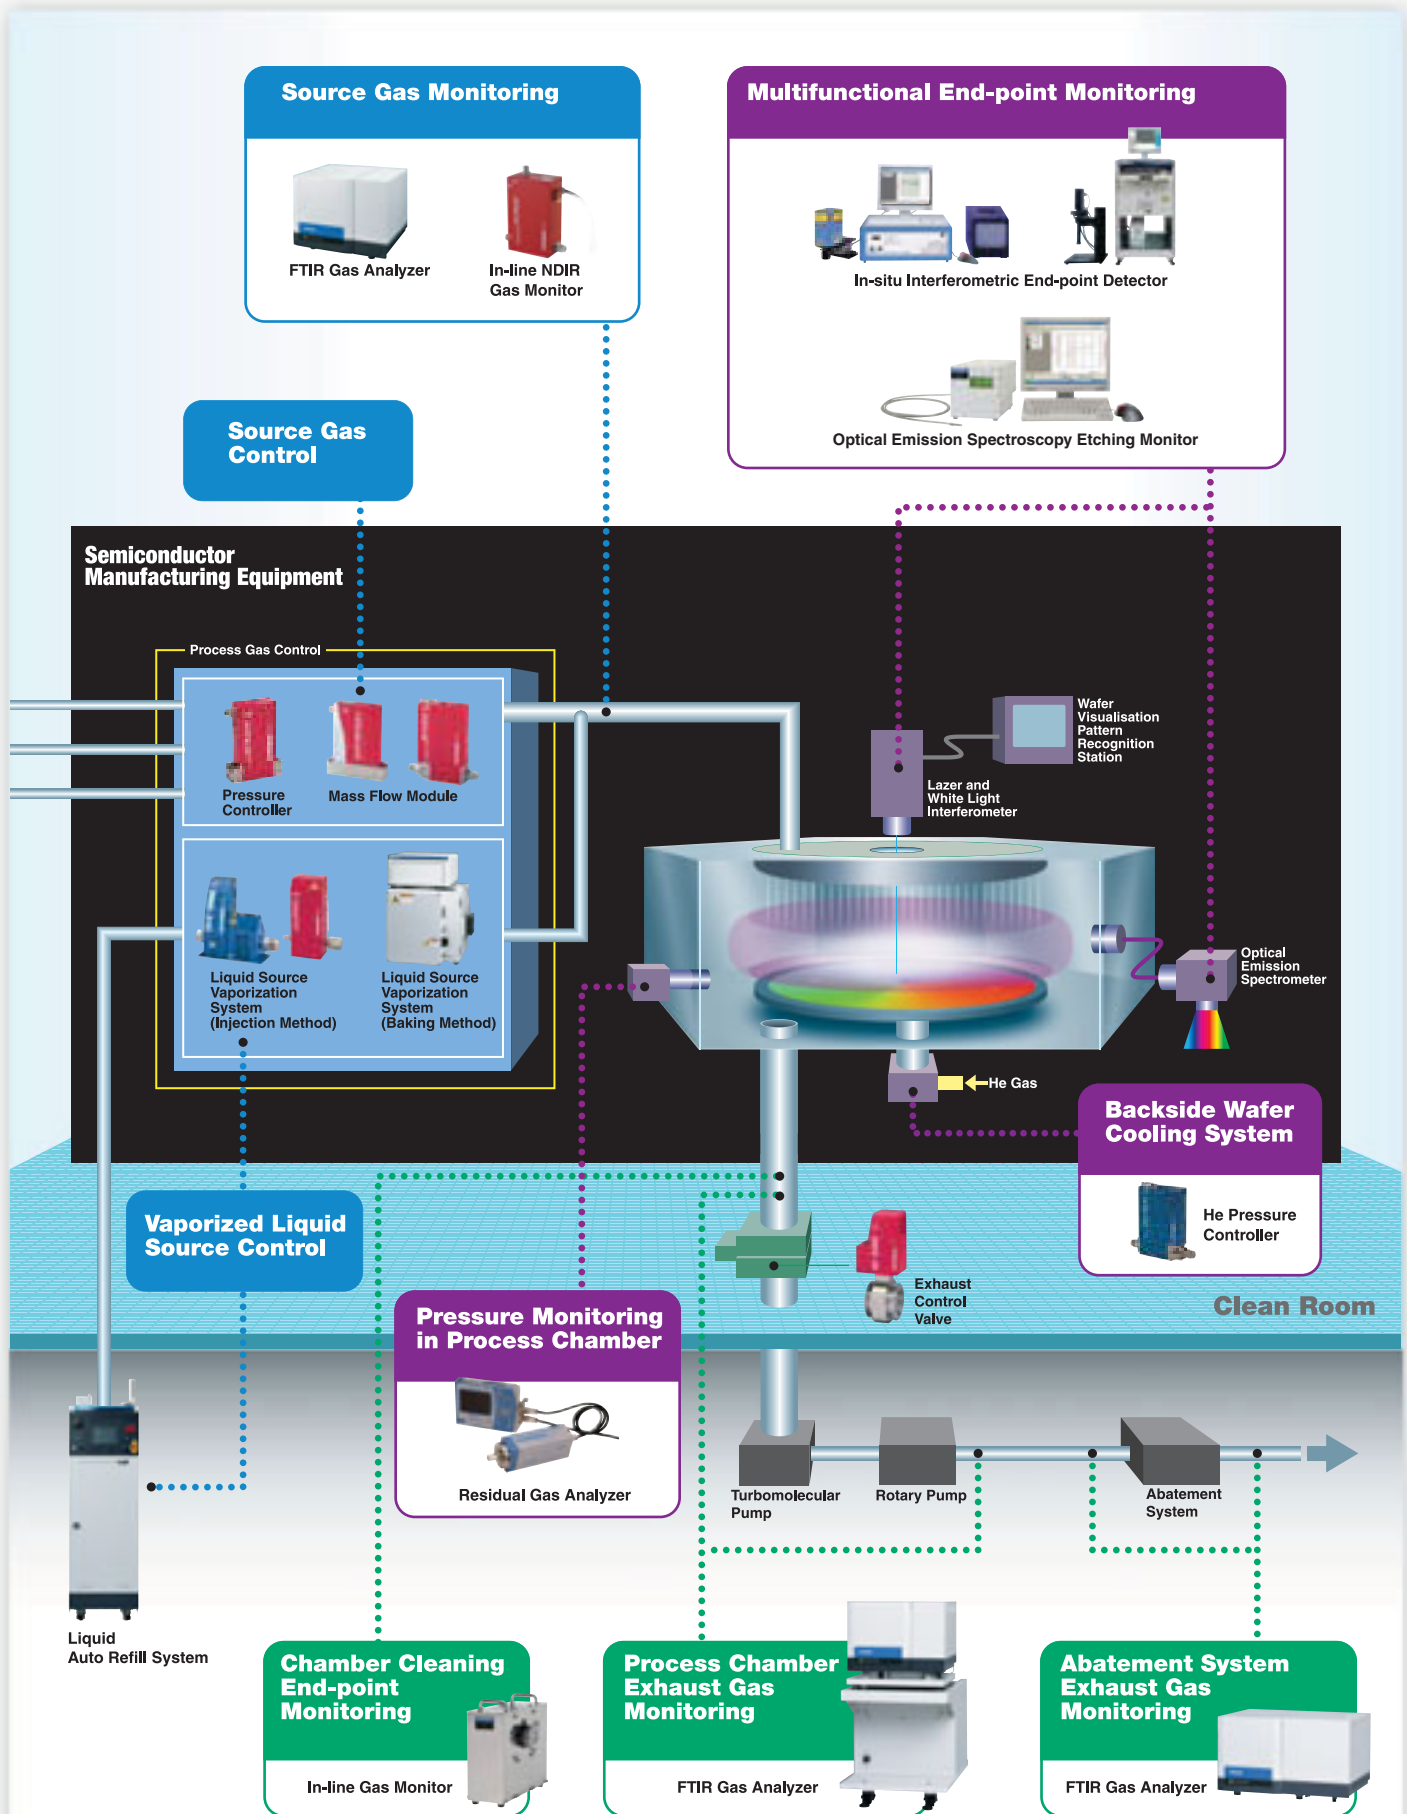 Source Gas Monitoring
FTIR Gas Analyzer
In-line NDIR
Gas Monitor
Multifunctional End-point Monitoring
In-situ Interferometric End-point Detector
Optical Emission Spectroscopy Etching Monitor
Source Gas
Control
Semiconductor
Manufacturing Equipment
Process Gas Control
Pressure
Controller
Mass Flow Module
Liquid Source
Vaporization
System
(Injection Method)
Liquid Source
Vaporization
System
(Baking Method)
Wafer
Visualisation
Pattern
Recognition
Station
Lazer and
White Light
Interferometer
Optical
Emission
Spectrometer
He Gas
Backside Wafer
Cooling System
He Pressure
Controller
Vaporized Liquid
Source Control
Exhaust
Control
Valve
Clean Room
Pressure Monitoring
in Process Chamber
Residual Gas Analyzer
Turbomolecular
Pump
Rotary Pump
Abatement
System
Liquid
Auto Refill System
Chamber Cleaning
End-point
Monitoring
In-line Gas Monitor
Process Chamber
Exhaust Gas
Monitoring
FTIR Gas Analyzer
Abatement System
Exhaust Gas
Monitoring
FTIR Gas Analyzer